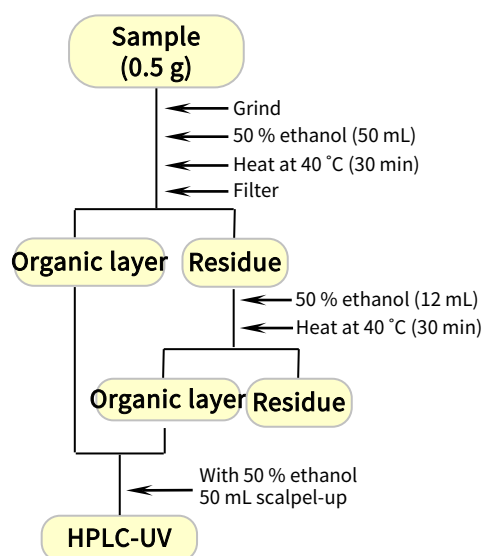 Sample
(0.5 g)
Grind
50 % ethanol (50 mL)
Heat at 40 ˚C (30 min)
Filter
Organic layer
Residue
50 % ethanol (12 mL)
Heat at 40 ˚C (30 min)
Organic layer
Residue
With 50 % ethanol
50 mL scalpel-up
HPLC-UV